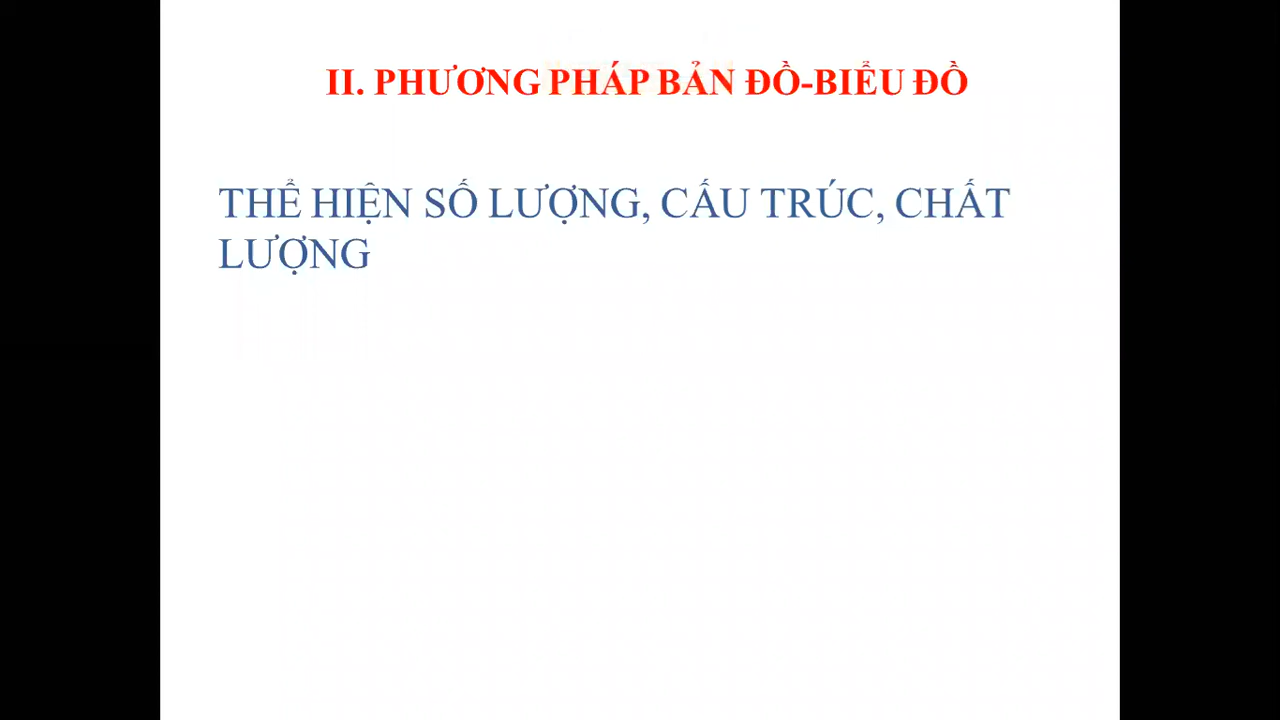 II. PHƯƠNG PHÁP BẢN ĐỒ-BIỂU ĐỒ
THỂ HIỆN SỐ LƯỢNG, CẤU TRÚC, CHẤT
LƯỢNG